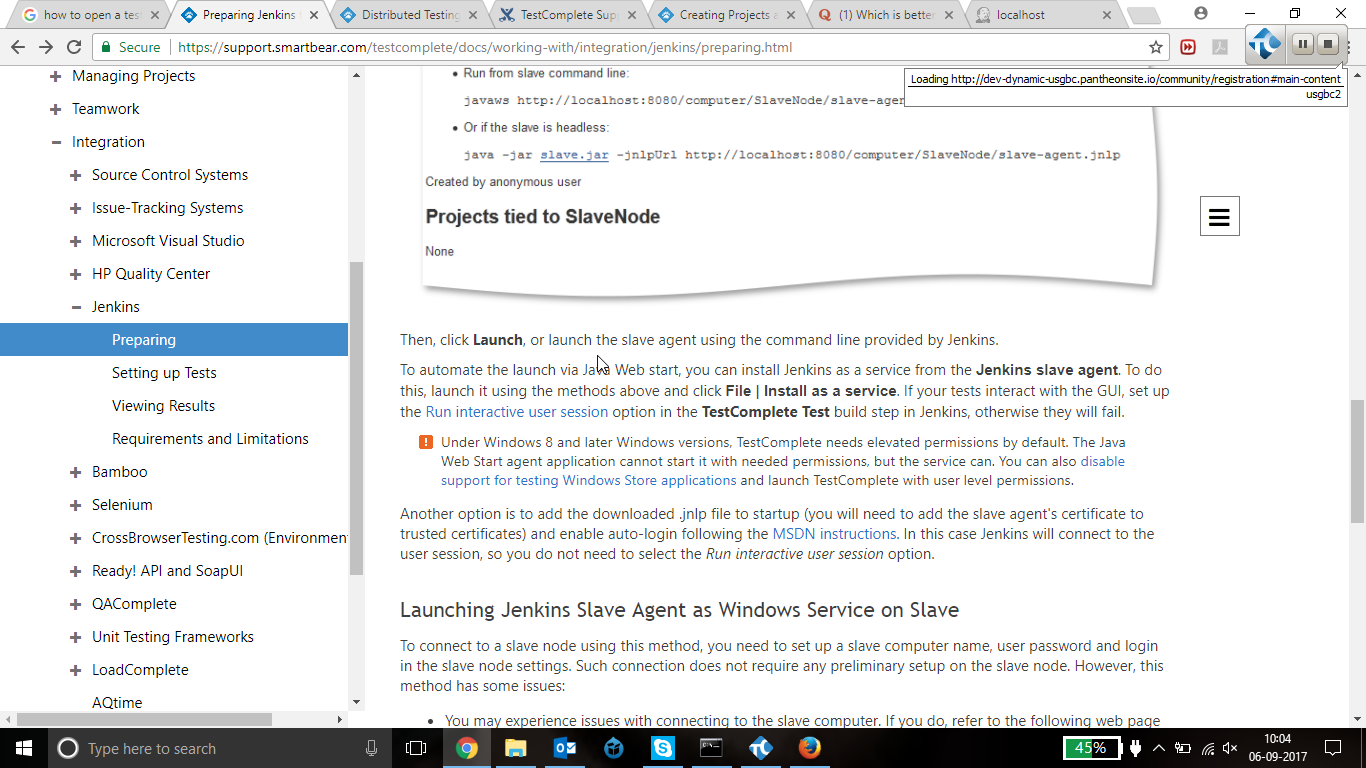 how to open a test
Preparing Jenkins
Distributed Testing
TestComplete Sup
Creating Projects a
(1) Which is better
localhost
Secure
https://support.smartbear.com/testcomplete/docs/working-with/integration/jenkins/preparing.html
Loading http://dev-dynamic-usgbc.pantheonsite.io/community/registration#main-content
usgbc2
Managing Projects
Teamwork
Integration
Source Control Systems
Issue-Tracking Systems
Microsoft Visual Studio
HP Quality Center
Jenkins
Preparing
Setting up Tests
Viewing Results
Requirements and Limitations
Bamboo
Selenium
CrossBrowserTesting.com (Environmen
Ready! API and SoapUI
QAComplete
Unit Testing Frameworks
LoadComplete
AQtime
• Run from slave command line:
javaws http://localhost:8080/computer/SlaveNode/slave-agen
• Or if the slave is headless:
java -jar slave.jar -jnlpUrl http://localhost:8080/computer/SlaveNode/slave-agent.jnlp
Created by anonymous user
Projects tied to SlaveNode
None
Then, click Launch, or launch the slave agent using the command line provided by Jenkins.
To automate the launch via Java Web start, you can install Jenkins as a service from the Jenkins slave agent. To do
this, launch it using the methods above and click File | Install as a service. If your tests interact with the GUI, set up
the Run interactive user session option in the TestComplete Test build step in Jenkins, otherwise they will fail.
Under Windows 8 and later Windows versions, TestComplete needs elevated permissions by default. The Java
Web Start agent application cannot start it with needed permissions, but the service can. You can also disable
support for testing Windows Store applications and launch TestComplete with user level permissions.
Another option is to add the downloaded .jnlp file to startup (you will need to add the slave agent's certificate to
trusted certificates) and enable auto-login following the MSDN instructions. In this case Jenkins will connect to the
user session, so you do not need to select the Run interactive user session option.
Launching Jenkins Slave Agent as Windows Service on Slave
To connect to a slave node using this method, you need to set up a slave computer name, user password and login
in the slave node settings. Such connection does not require any preliminary setup on the slave node. However, this
method has some issues:
• You may experience issues with connecting to the slave computer. If you do, refer to the following web page
Type here to search
45%
10:04
06-09-2017